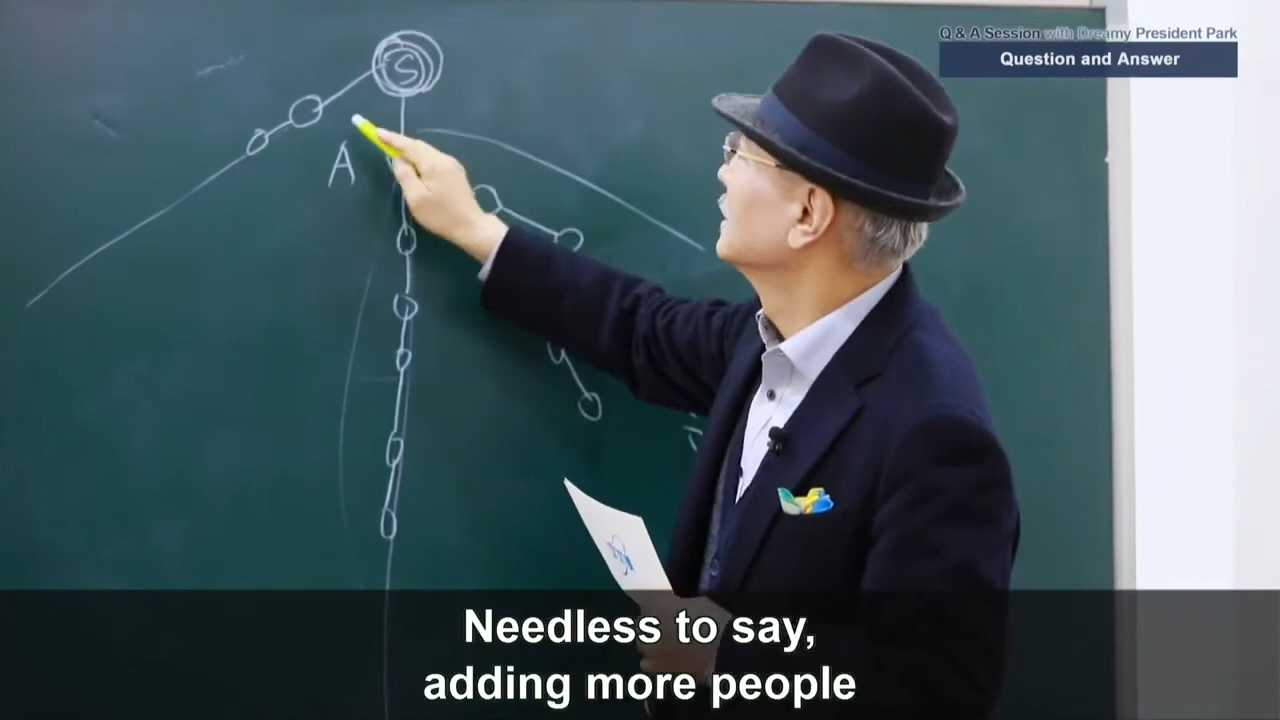 Q & A Session with Dreamy President Park
Question and Answer
S
A
Needless to say,
adding more people